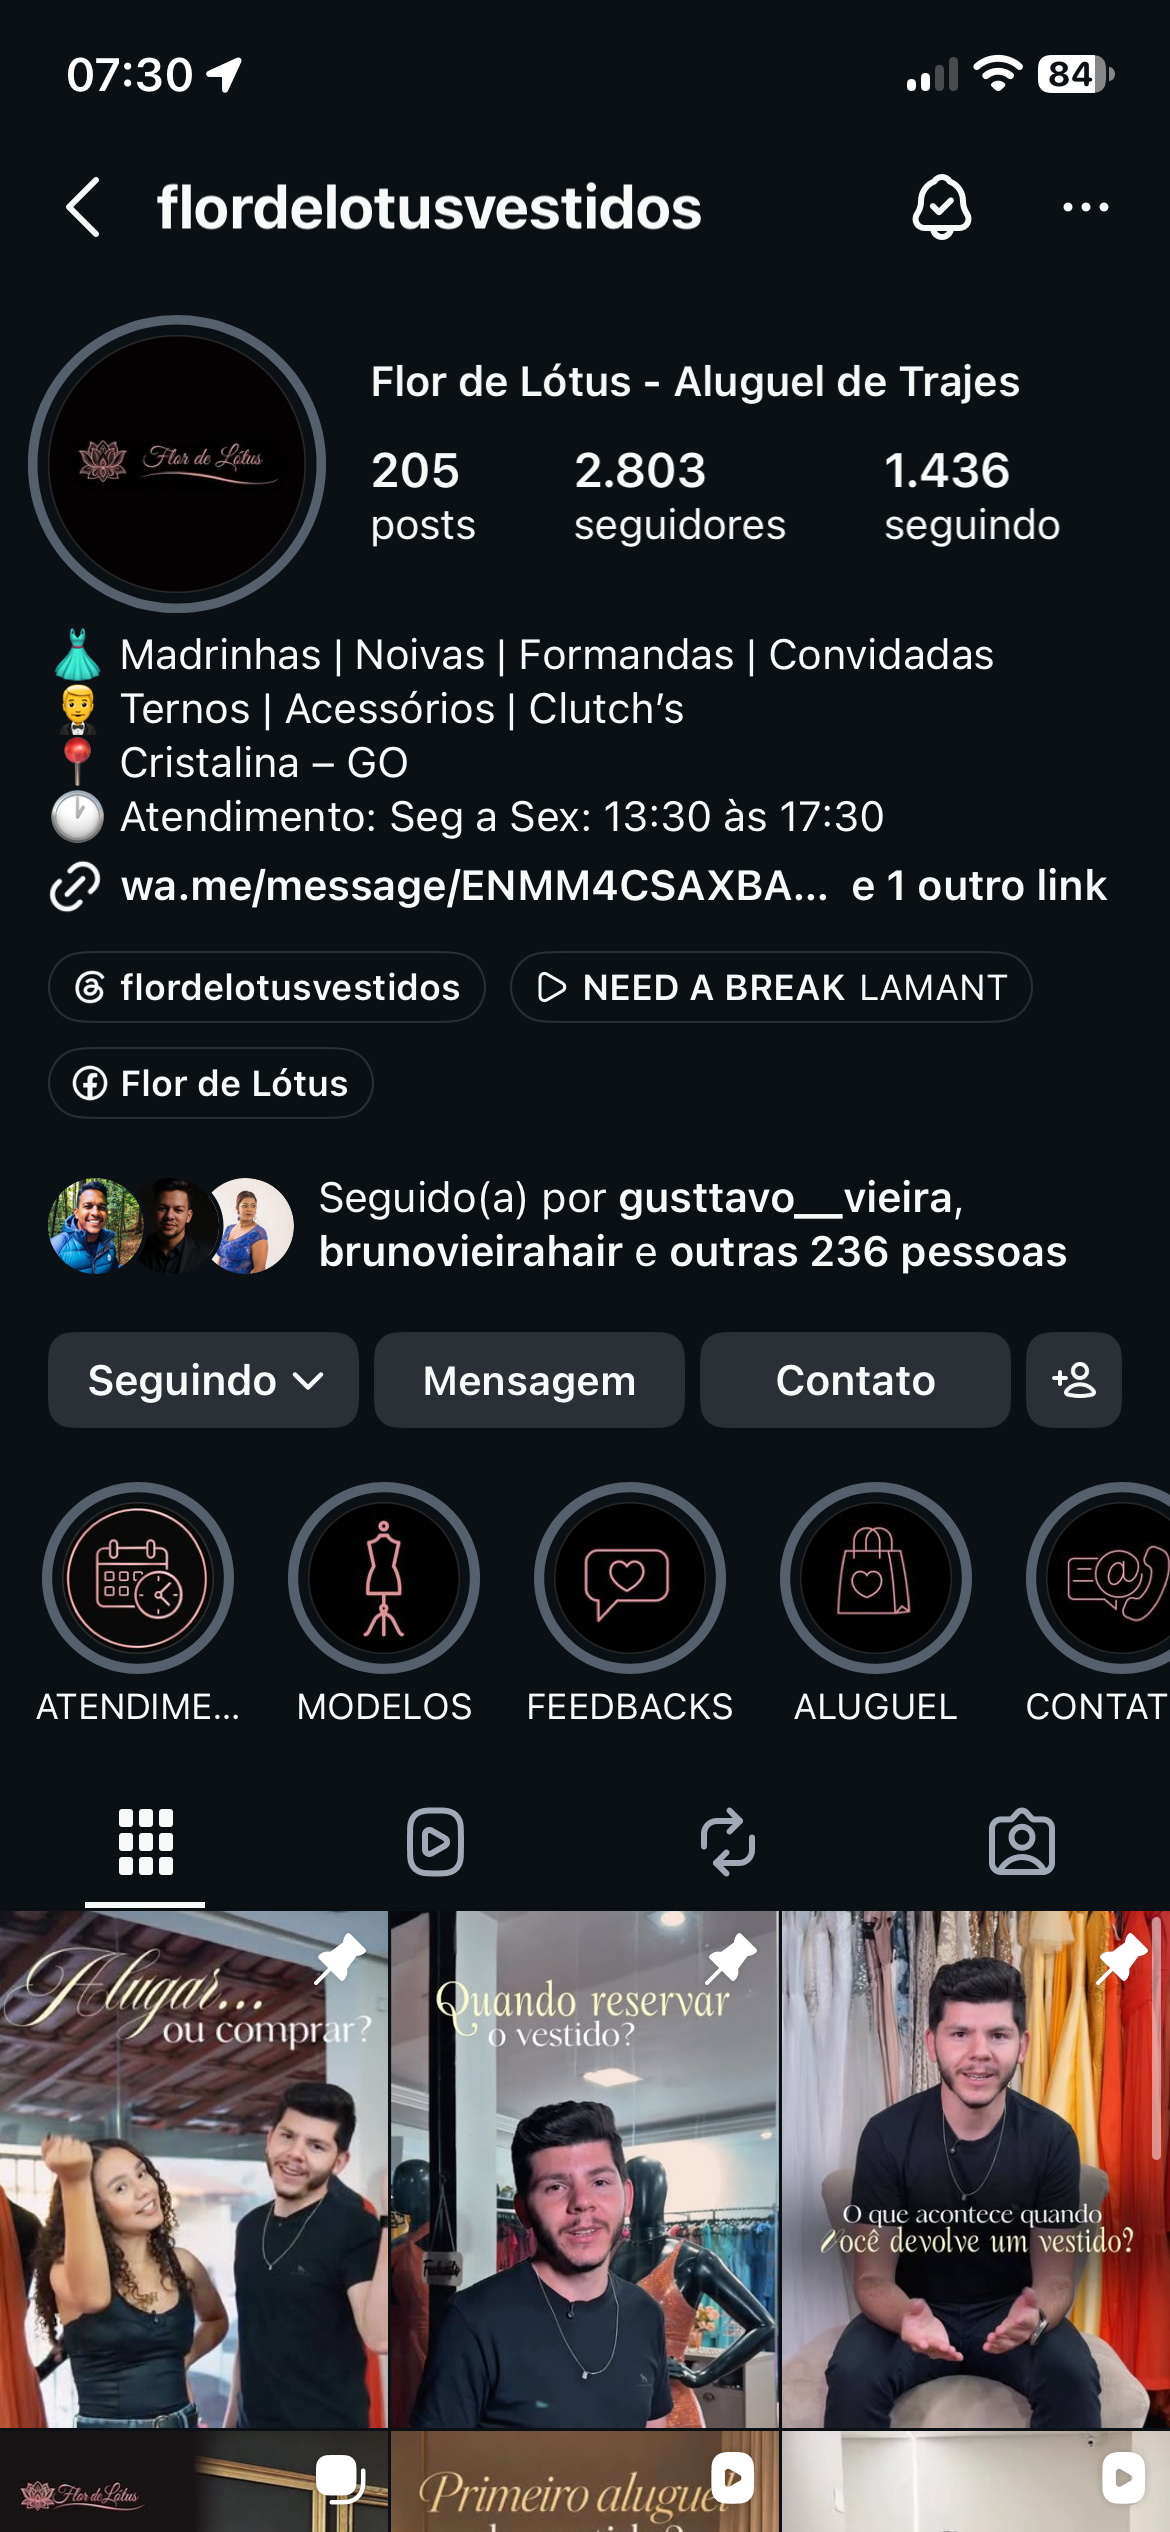 07:30
84
flordelotusvestidos
Flor de Lótus
Flor de Lótus - Aluguel de Trajes
205 2.803 1.436
posts seguidores seguindo
Madrinhas | Noivas | Formandas | Convidadas
Ternos | Acessórios | Clutch’s
Cristalina – GO
Atendimento: Seg a Sex: 13:30 às 17:30
wa.me/message/ENMM4CSAXBA... e 1 outro link
flordelotusvestidos
NEED A BREAK LAMANT
Flor de Lótus
Seguido(a) por gusttavo__vieira,
brunovieirahair e outras 236 pessoas
Seguindo
Mensagem
Contato
ATENDIME...
MODELOS
FEEDBACKS
ALUGUEL
CONTAT
Alugar...
ou comprar?
Quando reservar
o vestido?
O que acontece quando
Você devolve um vestido?
Flor de Lótus
Primeiro aluguel